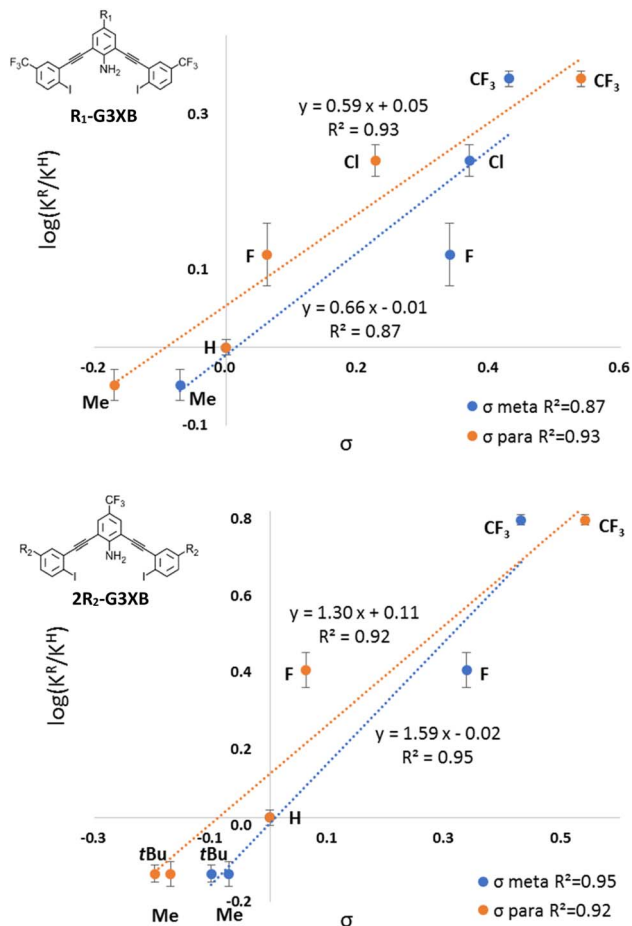 R₁
F₃C
CF₃
NH₂
I
I
R₁-G3XB
log(Kᴿ/Kᴴ)
0.3
0.1
-0.1
y = 0.59 x + 0.05
R² = 0.93
CF₃
CF₃
Cl
Cl
F
F
y = 0.66 x - 0.01
R² = 0.87
H
-0.2
0.0
0.2
0.4
0.6
Me
Me
σ
σ meta R²=0.87
σ para R²=0.93
CF₃
R₂
R₂
NH₂
I
I
2R₂-G3XB
log(Kᴿ/Kᴴ)
0.8
0.6
0.4
0.2
0.0
-0.2
CF₃
CF₃
y = 1.30 x + 0.11
R² = 0.92
F
F
y = 1.59 x - 0.02
R² = 0.95
H
-0.3
-0.1
0.1
0.3
0.5
tBu
tBu
Me
Me
σ
σ meta R²=0.95
σ para R²=0.92